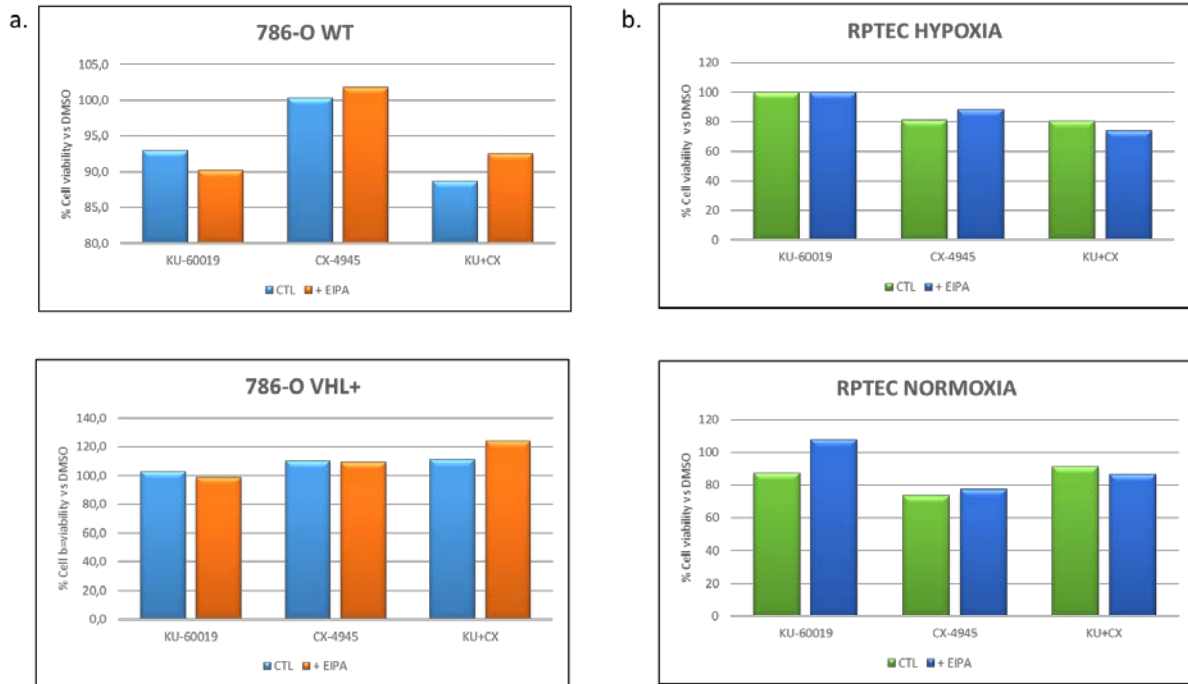 a.
786-O WT
105,0
100,0
95,0
90,0
85,0
80,0
% Cell viability vs DMSO
KU-60019 CX-4945 KU+CX
CTL + EIPA
b.
RPTEC HYPOXIA
120
100
80
60
40
20
0
% Cell viability vs DMSO
KU-60019 CX-4945 KU+CX
CTL + EIPA
786-O VHL+
140,0
120,0
100,0
80,0
60,0
40,0
20,0
0,0
% Cell b=viability vs DMSO
KU-60019 CX-4945 KU+CX
CTL + EIPA
RPTEC NORMOXIA
120
100
80
60
40
20
0
% Cell viability vs DMSO
KU-60019 CX-4945 KU+CX
CTL + EIPA